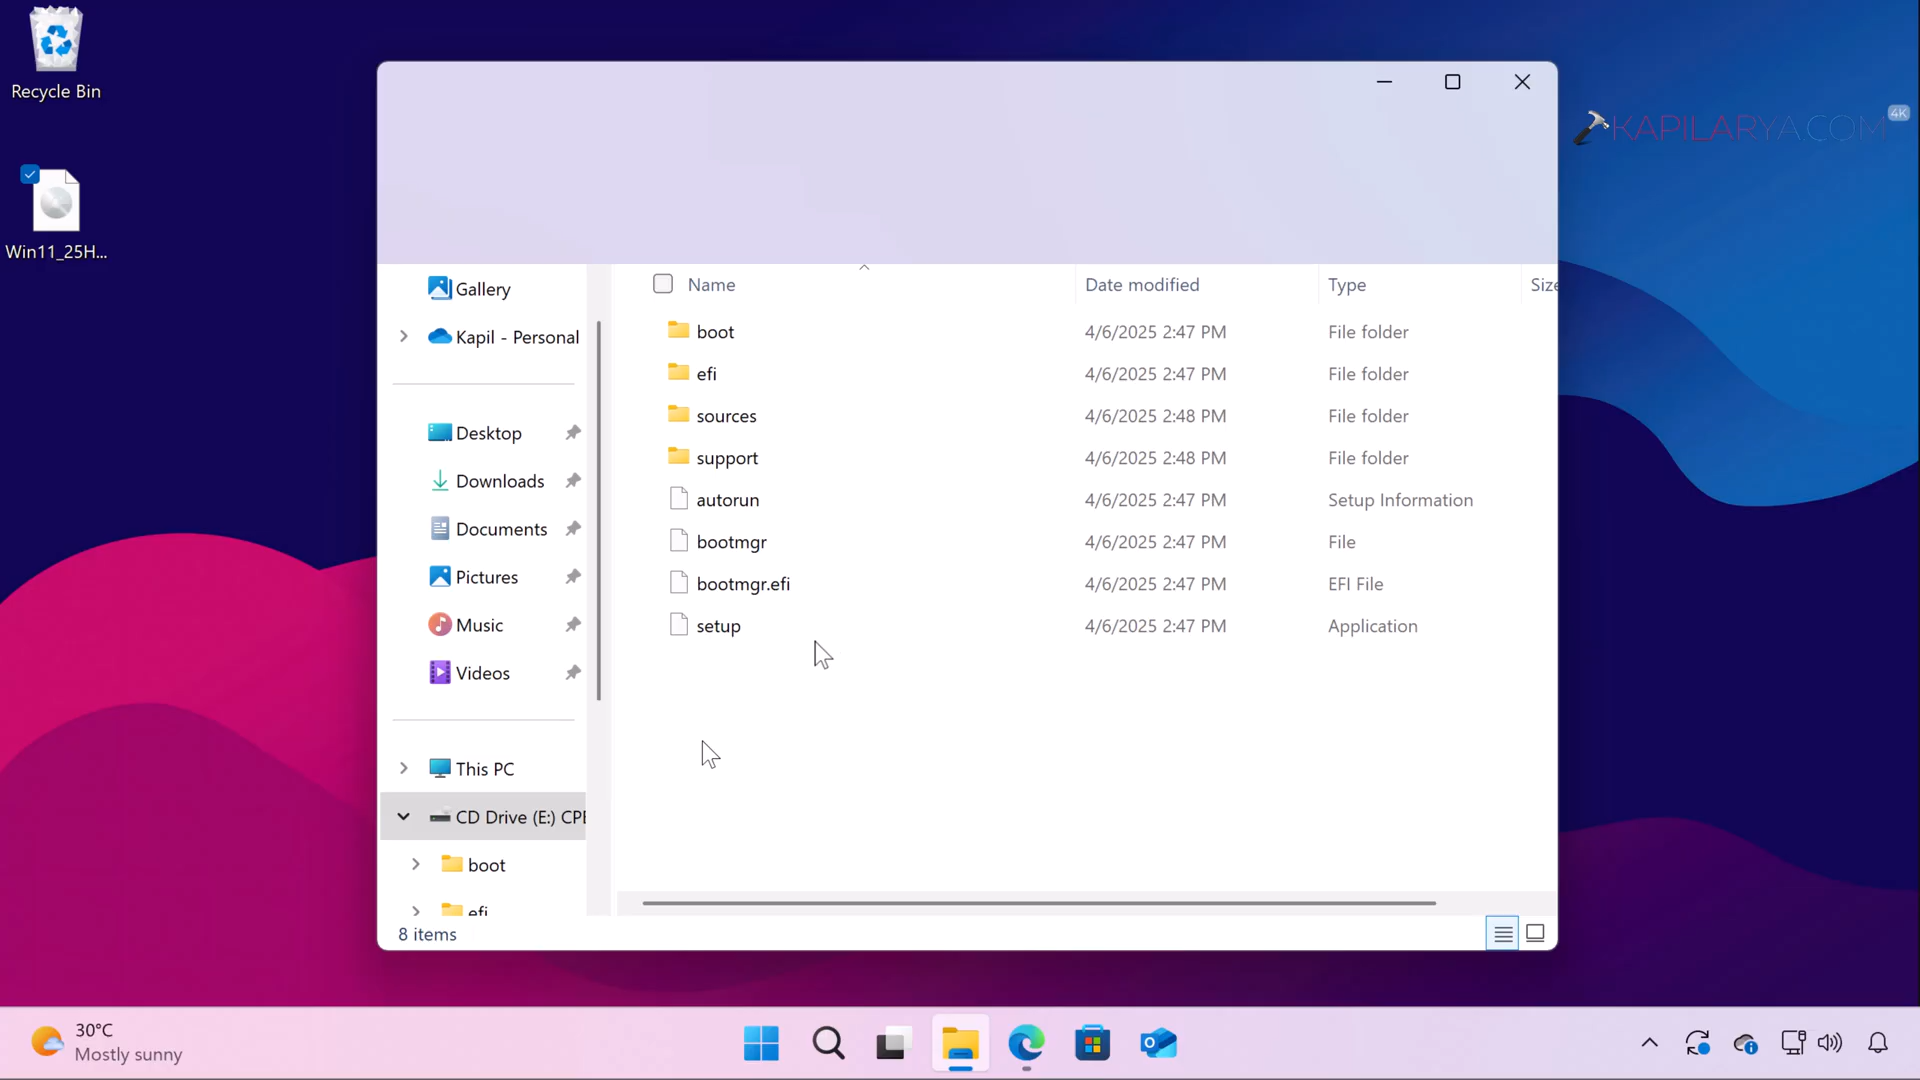 Recycle Bin
Win11_25H...
KAPILARYA.COM
4K
Name
Date modified
Type
Size
Gallery
Kapil - Personal
Desktop
Downloads
Documents
Pictures
Music
Videos
This PC
CD Drive (E:) CPE
boot
efi
boot 4/6/2025 2:47 PM File folder
efi 4/6/2025 2:47 PM File folder
sources 4/6/2025 2:48 PM File folder
support 4/6/2025 2:48 PM File folder
autorun 4/6/2025 2:47 PM Setup Information
bootmgr 4/6/2025 2:47 PM File
bootmgr.efi 4/6/2025 2:47 PM EFI File
setup 4/6/2025 2:47 PM Application
8 items
30°C
Mostly sunny